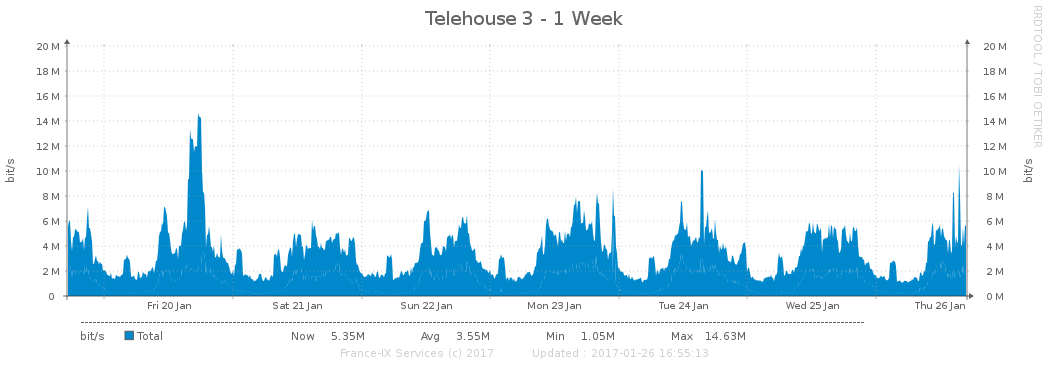 Telehouse 3 - 1 Week
RRDTOOL / TOBI OETIKER
20 M 20 M
18 M 18 M
16 M 16 M
14 M 14 M
12 M 12 M
bit/s 10 M 10 M bit/s
8 M 8 M
6 M 6 M
4 M 4 M
2 M 2 M
0 0 M
Fri 20 Jan Sat 21 Jan Sun 22 Jan Mon 23 Jan Tue 24 Jan Wed 25 Jan Thu 26 Jan
bit/s Total Now 5.35M Avg 3.55M Min 1.05M Max 14.63M
France-IX Services (c) 2017 Updated : 2017-01-26 16:55:13